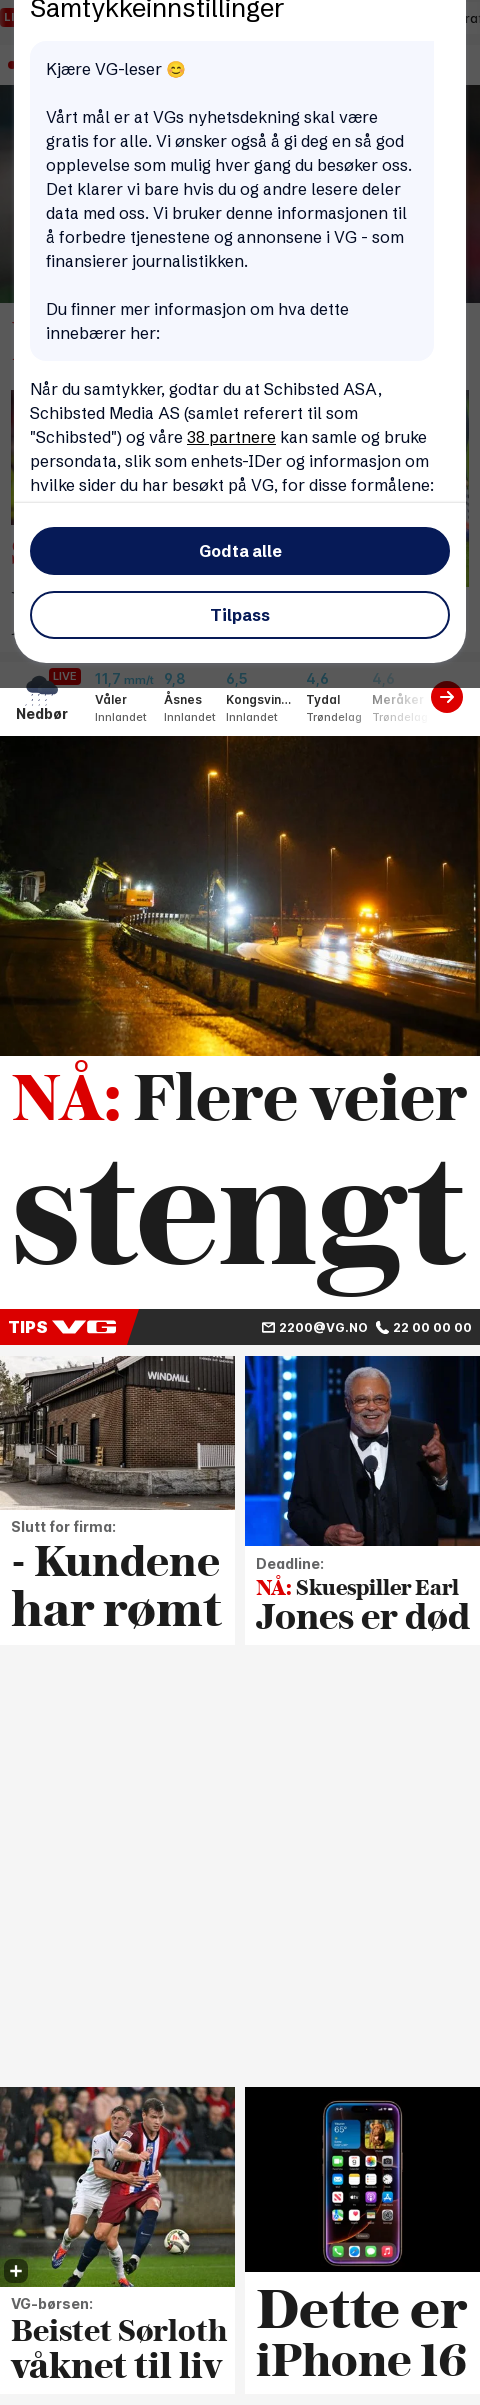 Samtykkeinnstillinger
Kjære VG-leser 😊
Vårt mål er at VGs nyhetsdekning skal være
gratis for alle. Vi ønsker også å gi deg en så god
opplevelse som mulig hver gang du besøker oss.
Det klarer vi bare hvis du og andre lesere deler
data med oss. Vi bruker denne informasjonen til
å forbedre tjenestene og annonsene i VG - som
finansierer journalistikken.
Du finner mer informasjon om hva dette
innebærer her:
Når du samtykker, godtar du at Schibsted ASA,
Schibsted Media AS (samlet referert til som
"Schibsted") og våre 38 partnere kan samle og bruke
persondata, slik som enhets-IDer og informasjon om
hvilke sider du har besøkt på VG, for disse formålene:
Godta alle
Tilpass
LIVE
Nedbør
11,7 mm/t
Våler
Innlandet
9,8
Åsnes
Innlandet
6,5
Kongsvin...
Innlandet
4,6
Tydal
Trøndelag
4,6
Meråker
Trøndelag
NÅ: Flere veier
stengt
TIPS VG 2200@VG.NO 22 00 00 00
WINDMILL
Slutt for firma:
- Kundene
har rømt
Deadline:
NÅ: Skuespiller Earl
Jones er død
VG-børsen:
Beistet Sørloth
våknet til liv
65°
Dette er
iPhone 16